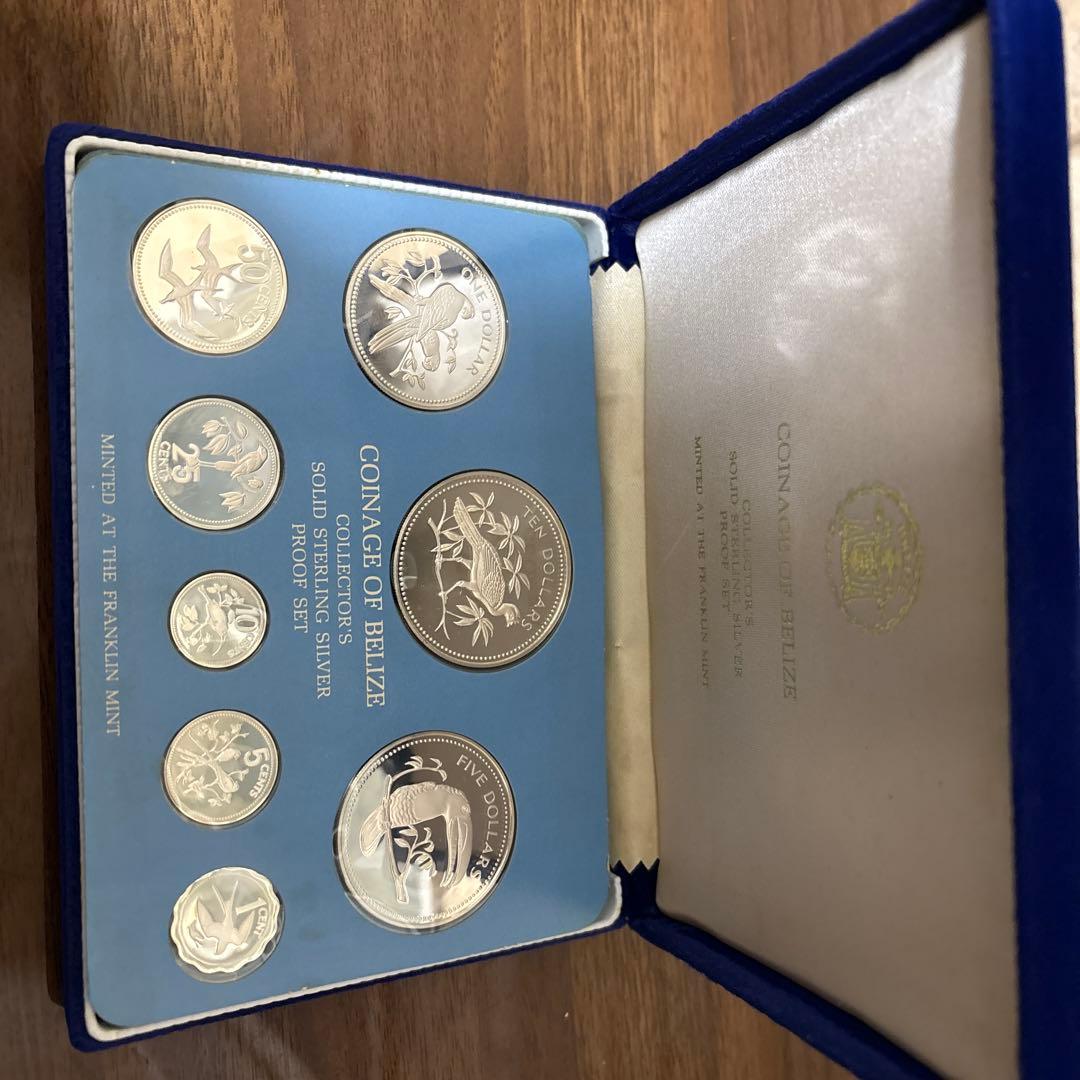 COINAGE OF BELIZE
COLLECTOR'S
SOLID STERLING SILVER
PROOF SET
MINTED AT THE FRANKLIN MINT
ONE DOLLAR
TEN DOLLARS
FIVE DOLLARS
COINAGE OF BELIZE
COLLECTOR'S
SOLID STERLING SILVER
PROOF SET
50 CENTS
25
CENTS
10
CENTS
5
CENTS
1
CENT
MINTED AT THE FRANKLIN MINT